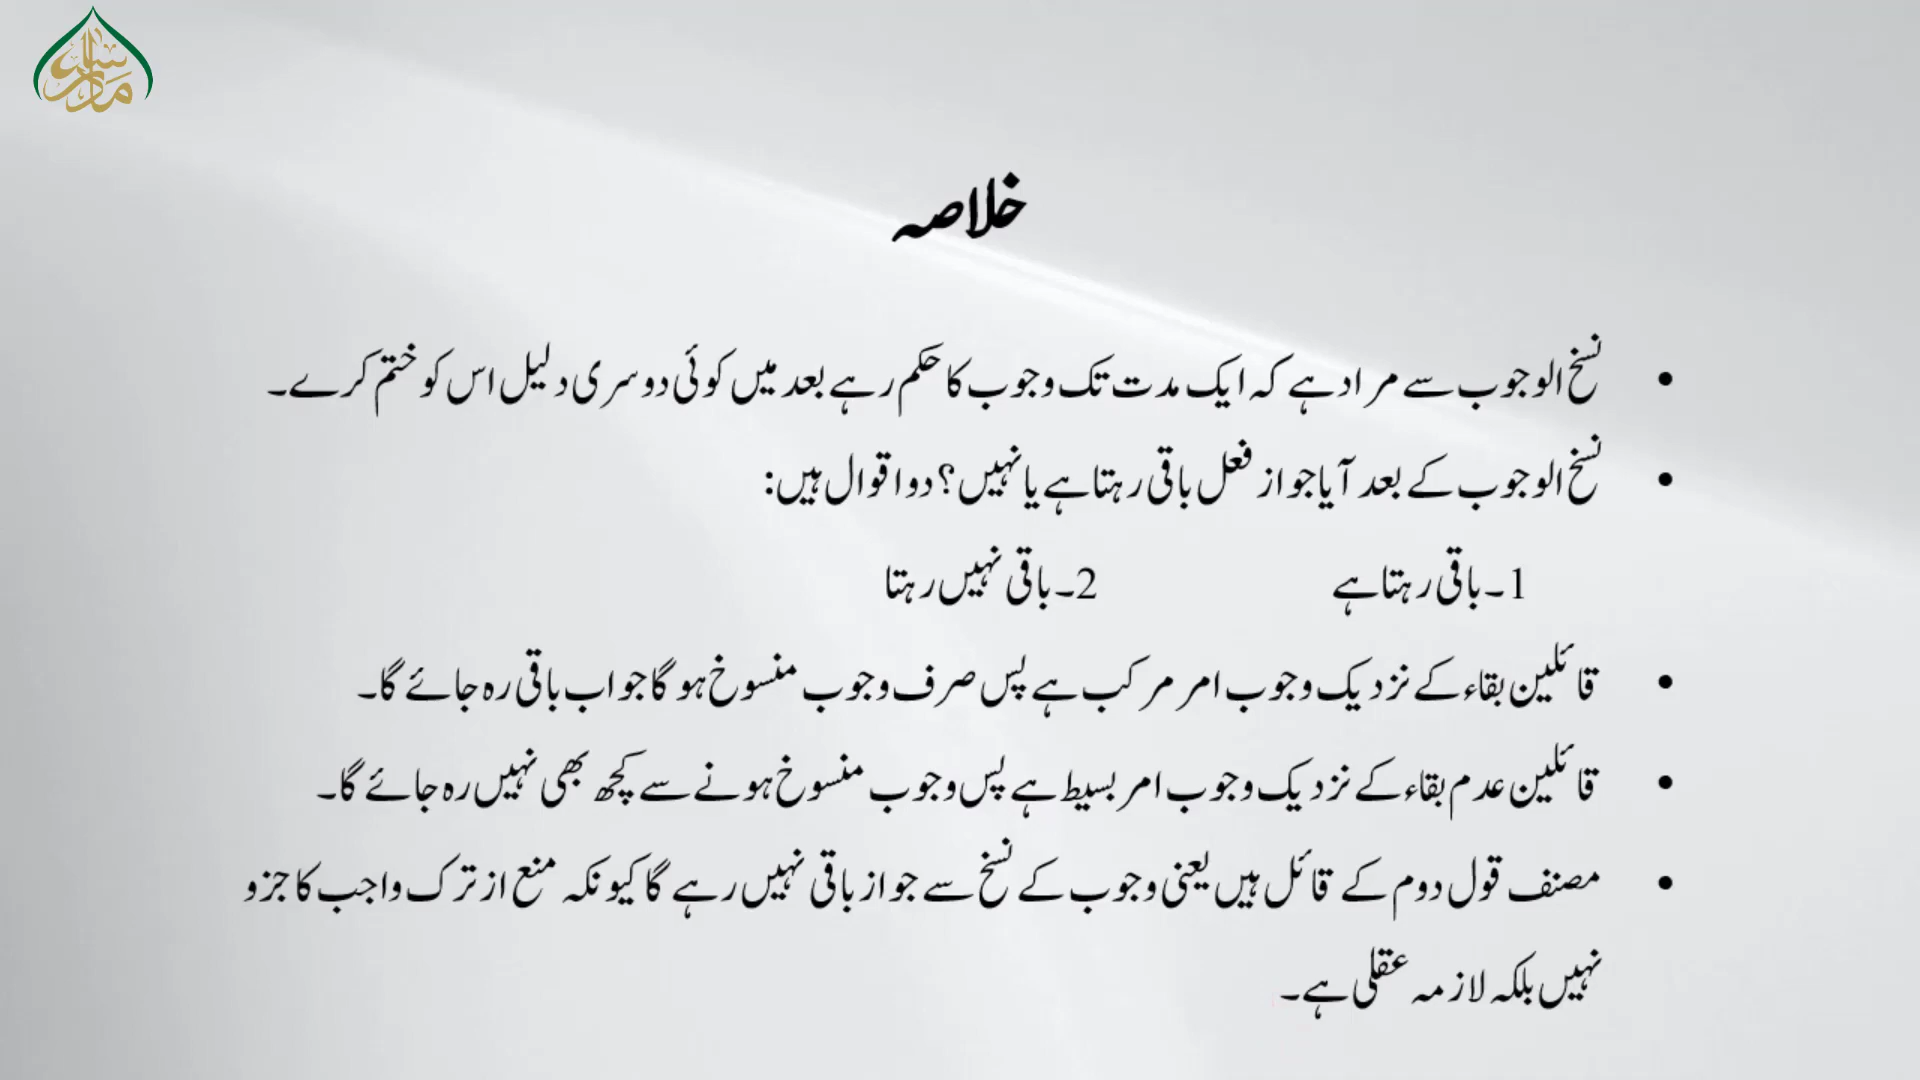 خلاصہ
• نسخ الوجوب سے مراد ہے کہ ایک مدت تک وجوب کا حکم رہے بعد میں کوئی دوسری دلیل اس کو ختم کرے۔
• نسخ الوجوب کے بعد آیا جواز فعل باقی رہتا ہے یا نہیں؟ دو اقوال ہیں:
1۔ باقی رہتا ہے 2۔ باقی نہیں رہتا
• قائلین بقاء کے نزدیک وجوب امر مرکب ہے پس صرف وجوب منسوخ ہو گا جواب باقی رہ جائے گا۔
• قائلین عدم بقاء کے نزدیک وجوب امر بسیط ہے پس وجوب منسوخ ہونے سے کچھ بھی نہیں رہ جائے گا۔
• مصنف قول دوم کے قائل ہیں یعنی وجوب کے نسخ سے جواز باقی نہیں رہے گا کیونکہ منع از ترک واجب کا جزو
نہیں بلکہ لازمہ عقلی ہے۔